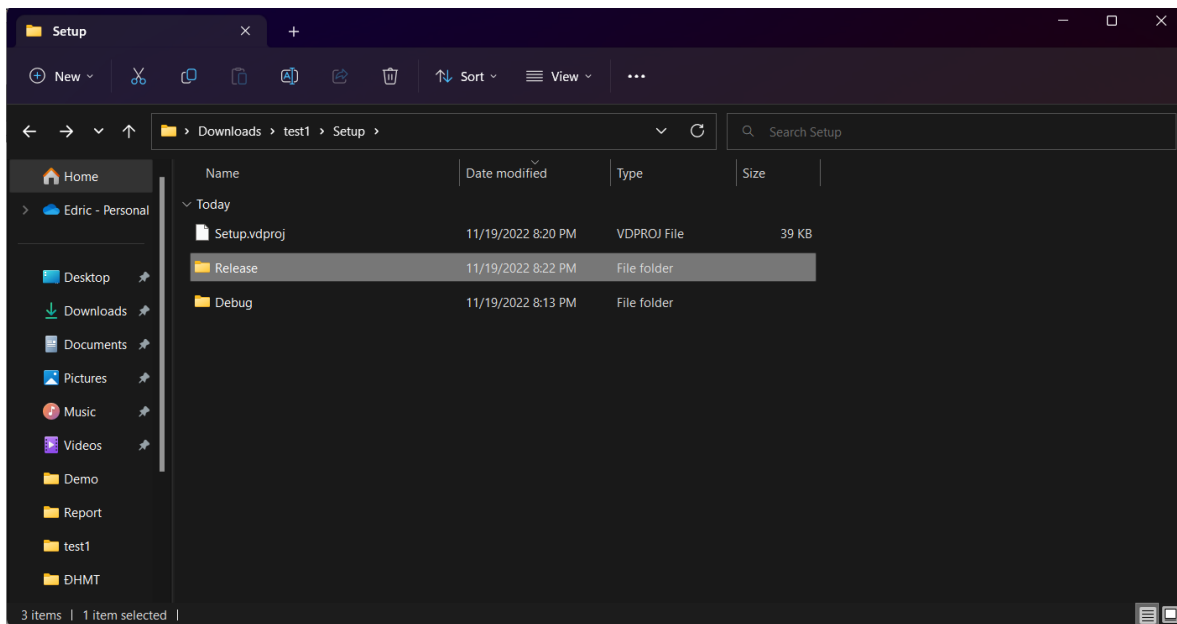 Setup
New
Sort
View
Downloads > test1 > Setup >
Search Setup
Home
Edric - Personal
Desktop
Downloads
Documents
Pictures
Music
Videos
Demo
Report
test1
ĐHMT
Name Date modified Type Size
Today
Setup.vdproj 11/19/2022 8:20 PM VDPROJ File 39 KB
Release 11/19/2022 8:22 PM File folder
Debug 11/19/2022 8:13 PM File folder
3 items | 1 item selected |